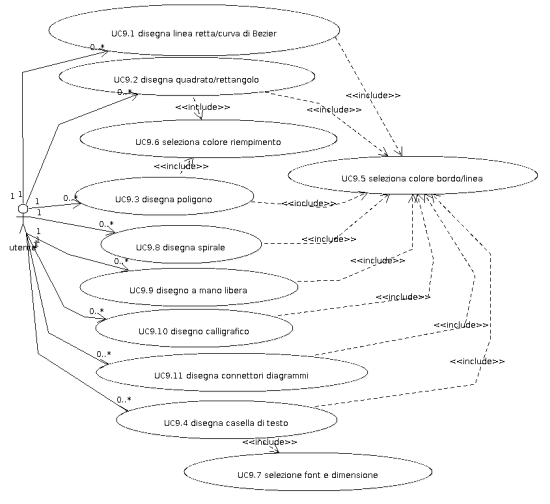 UC9.1 disegna linea retta/curva di Bezier
0..*
UC9.2 disegna quadrato/rettangolo
0..*
<<include>>
<<include>>
<<include>>
UC9.6 seleziona colore riempimento
<<include>>
UC9.5 seleziona colore bordo/linea
1 1
1
0..*
UC9.3 disegna poligono
<<include>>
1
0..*
utente
1
1
UC9.8 disegna spirale
<<include>>
0..*
<<include>>
UC9.9 disegno a mano libera
<<include>>
0..*
UC9.10 disegno calligrafico
<<include>>
0..*
<<include>>
UC9.11 disegna connettori diagrammi
0..*
UC9.4 disegna casella di testo
<<include>>
UC9.7 selezione font e dimensione